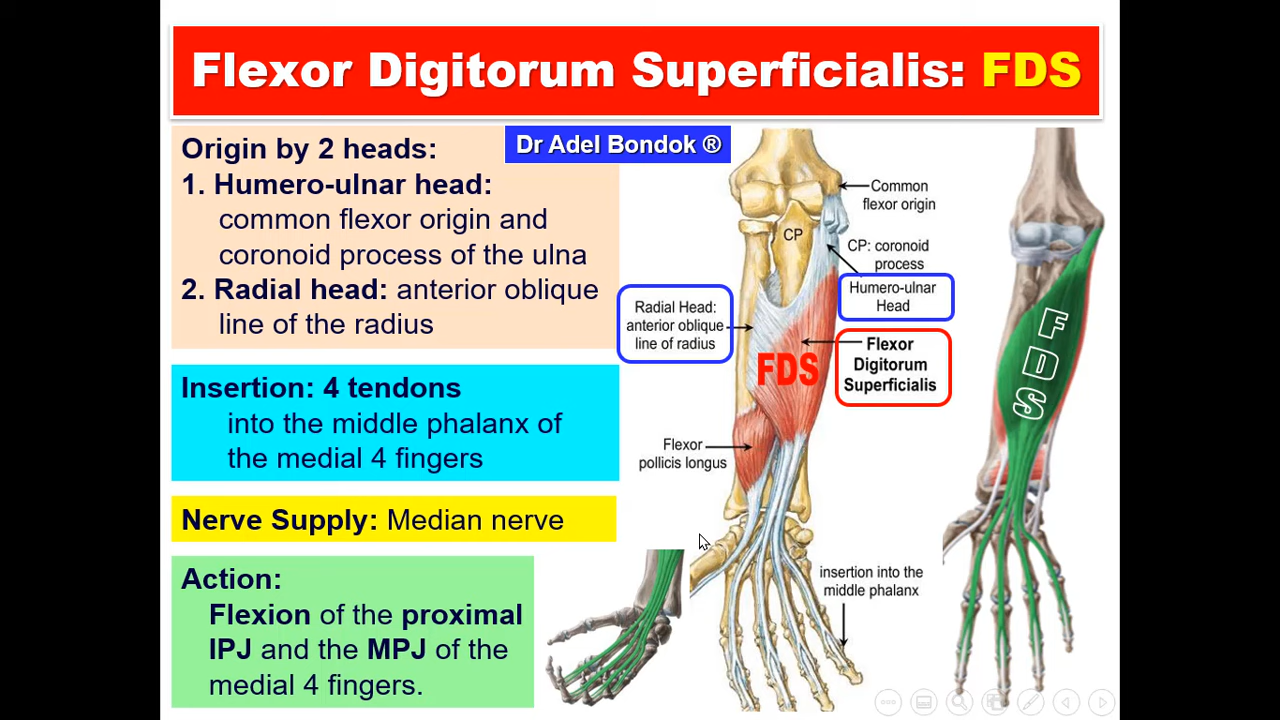 Flexor Digitorum Superficialis: FDS
Dr Adel Bondok ®
Origin by 2 heads:
1. Humero-ulnar head:
common flexor origin and
coronoid process of the ulna
2. Radial head: anterior oblique
line of the radius
Insertion: 4 tendons
into the middle phalanx of
the medial 4 fingers
Nerve Supply: Median nerve
Action:
Flexion of the proximal
IPJ and the MPJ of the
medial 4 fingers.
Common
flexor origin
CP
CP: coronoid
process
Humero-ulnar
Head
Radial Head:
anterior oblique
line of radius
FDS
Flexor
Digitorum
Superficialis
Flexor
pollicis longus
insertion into the
middle phalanx
F
D
S